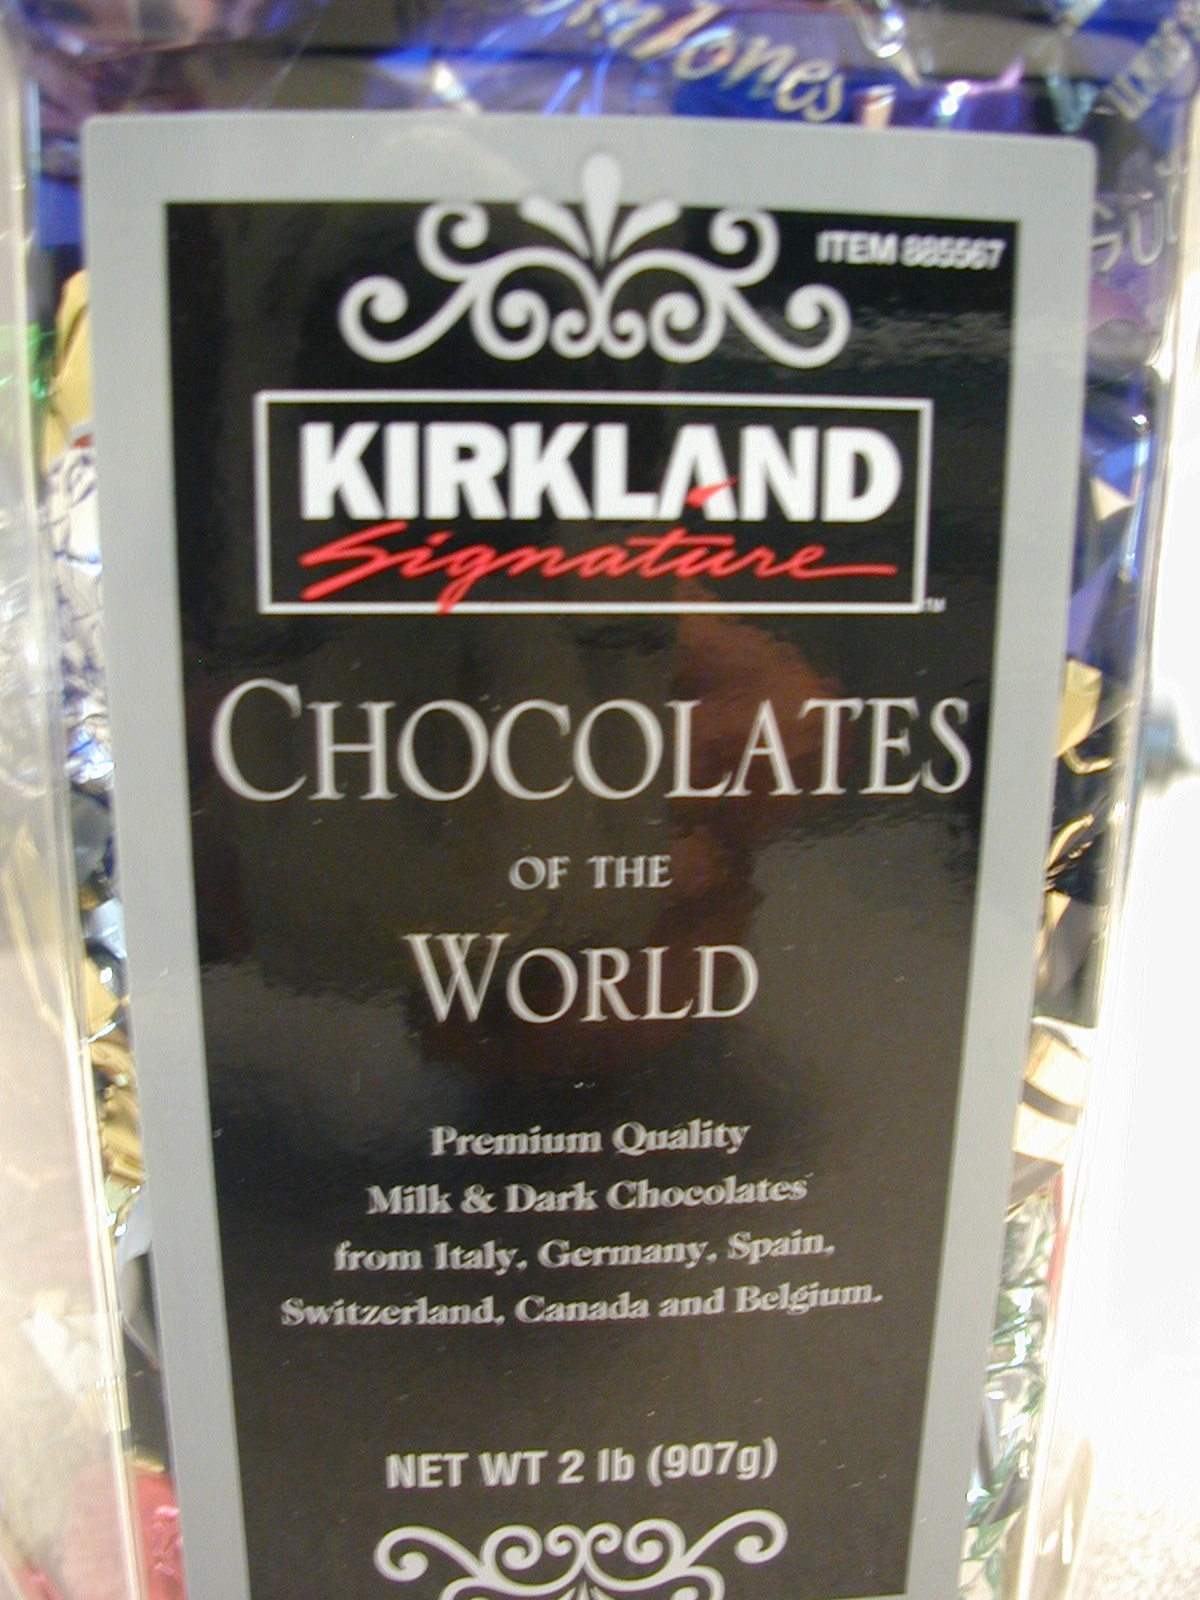 ITEM 885567
KIRKLAND
Signature™
CHOCOLATES
OF THE
WORLD
Premium Quality
Milk & Dark Chocolates
from Italy, Germany, Spain,
Switzerland, Canada and Belgium.
NET WT 2 lb (907g)